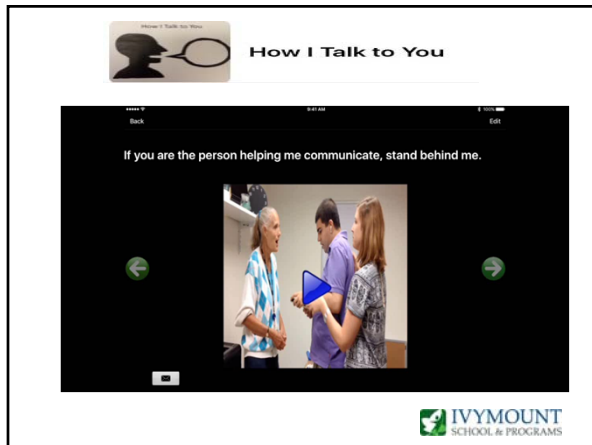 How I Talk to You
How I Talk to You
9:41 AM
100%
Back
Edit
If you are the person helping me communicate, stand behind me.
IVYMOUNT
SCHOOL & PROGRAMS